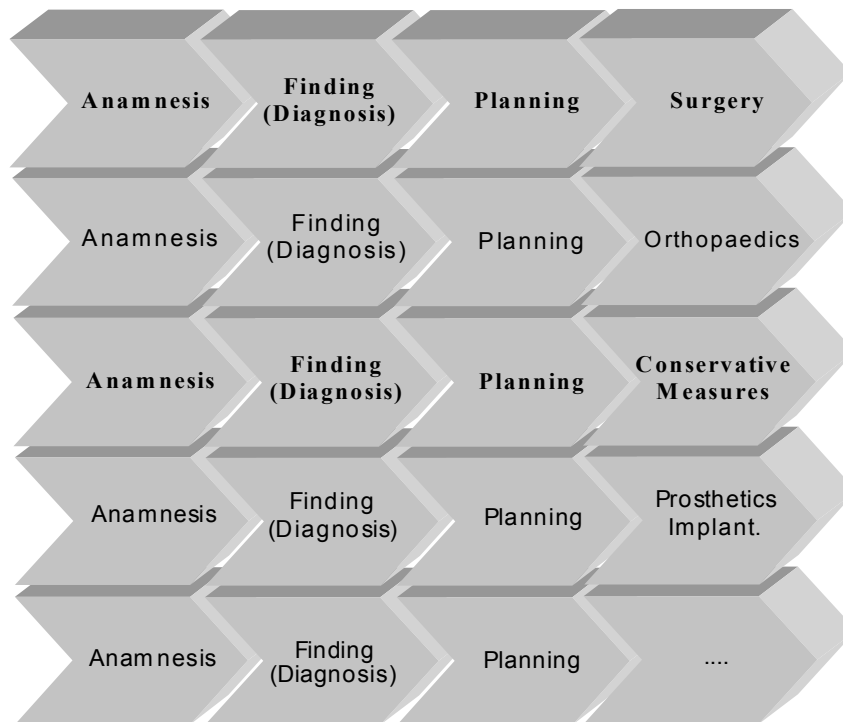 Anamnesis
Finding
(Diagnosis)
Planning
Surgery
Anamnesis
Finding
(Diagnosis)
Planning
Orthopaedics
Anamnesis
Finding
(Diagnosis)
Planning
Conservative
Measures
Anamnesis
Finding
(Diagnosis)
Planning
Prosthetics
Implant.
Anamnesis
Finding
(Diagnosis)
Planning
....